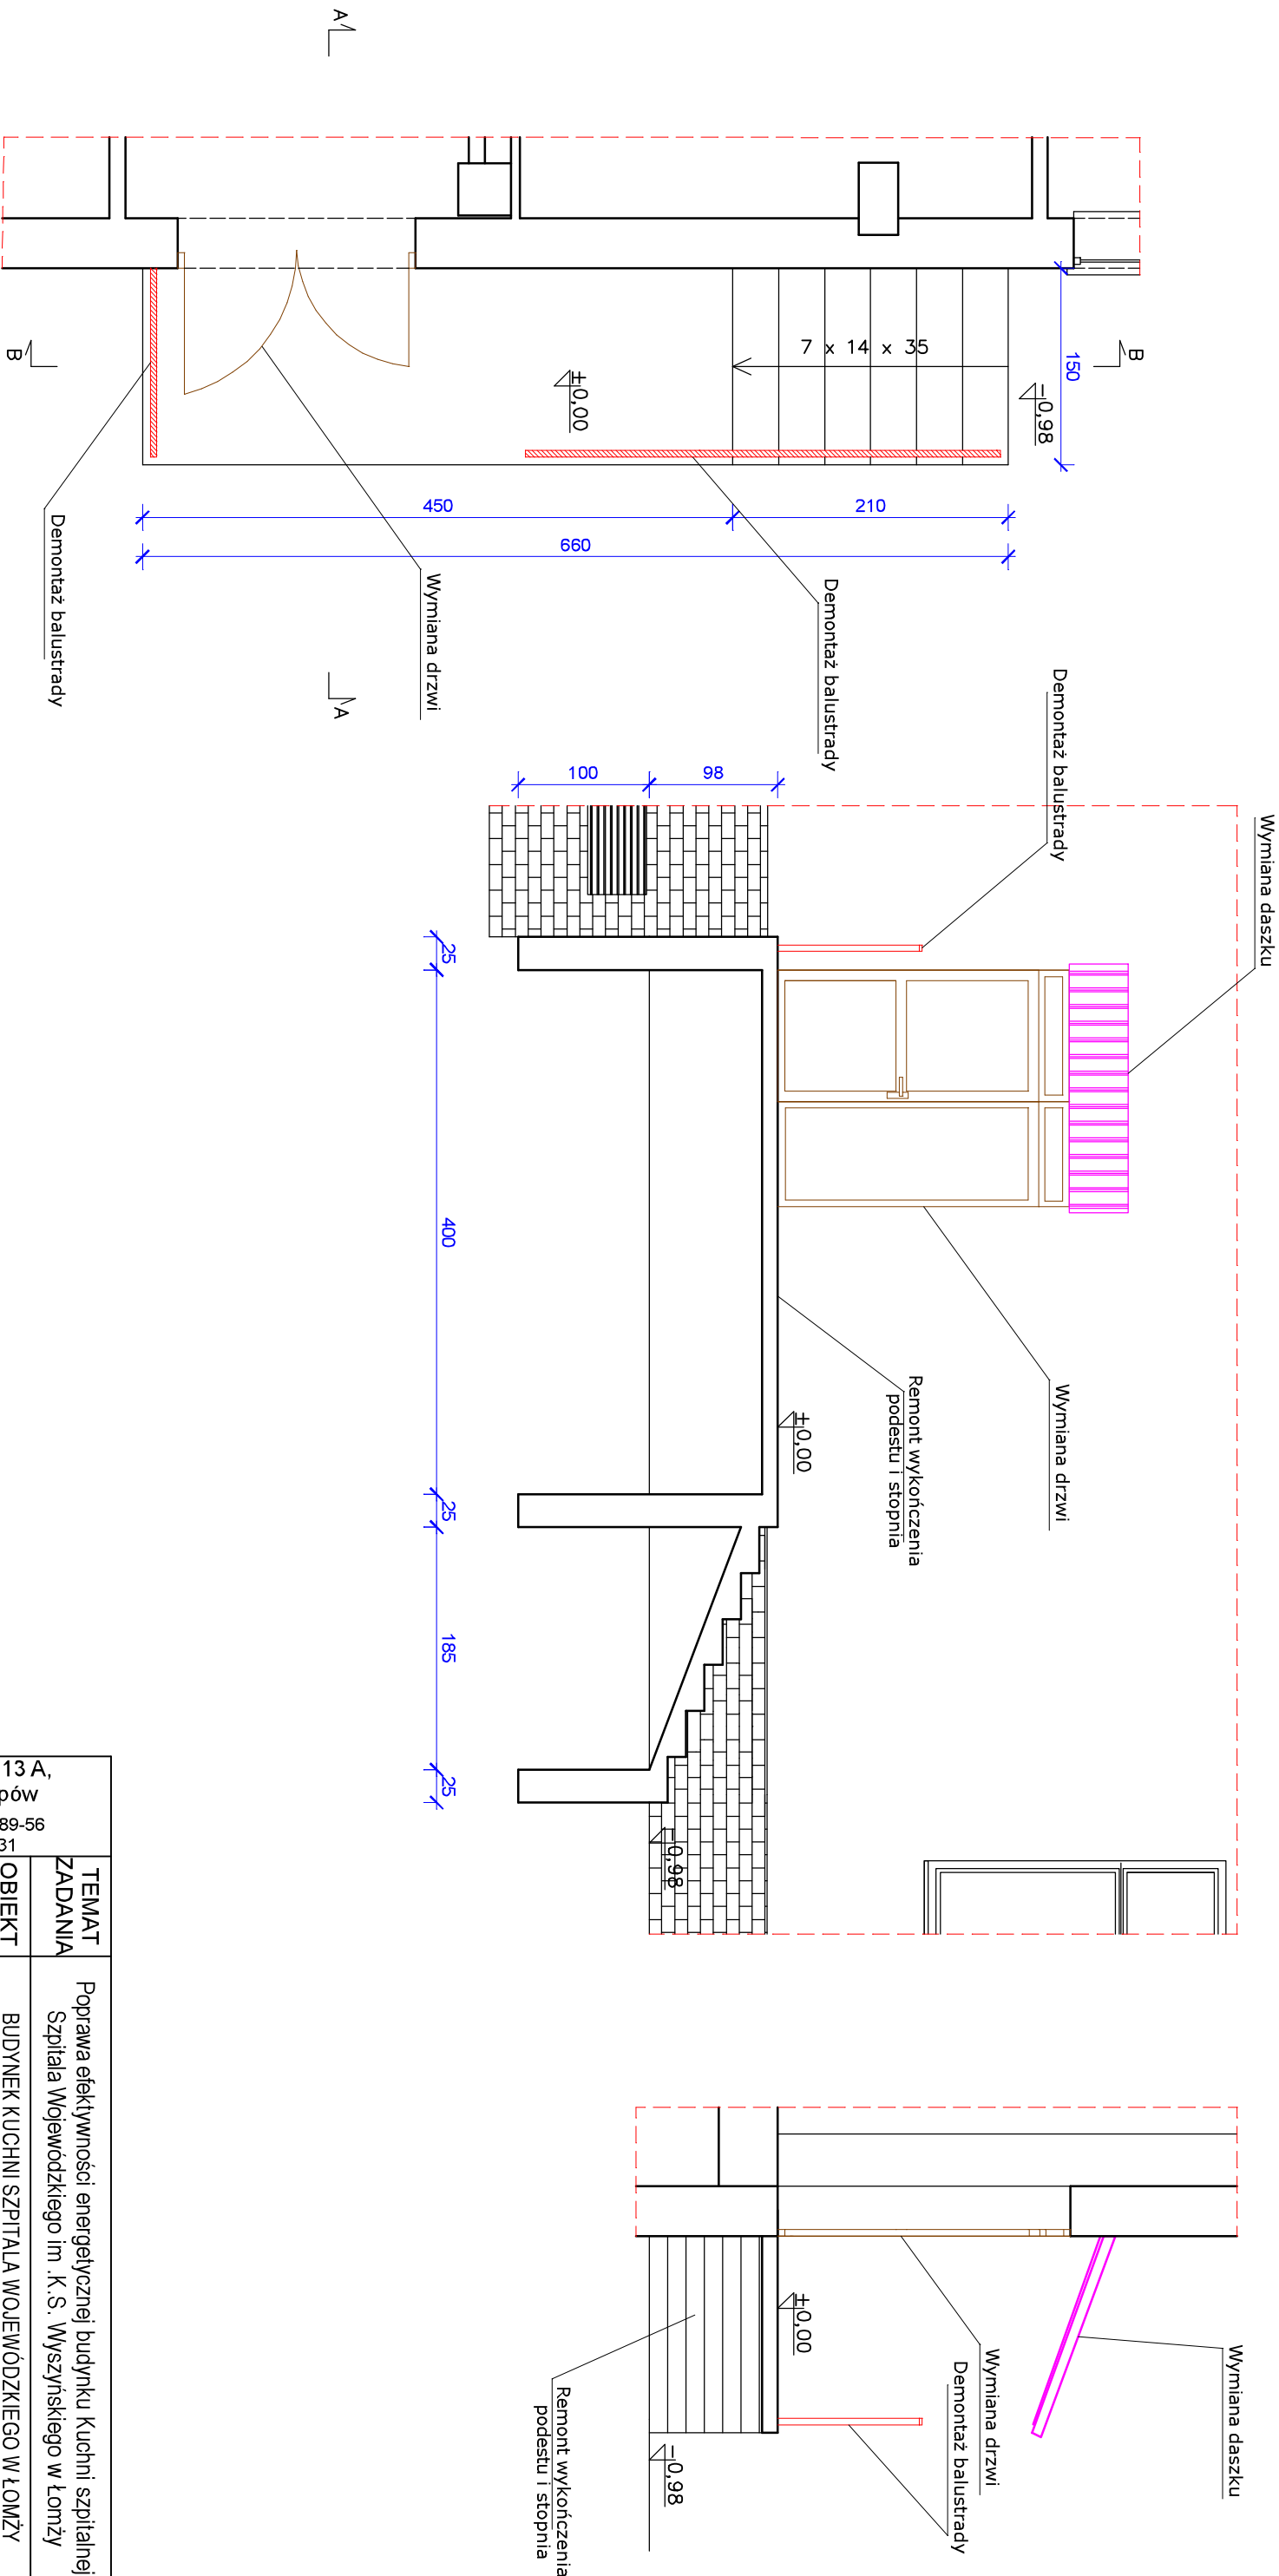 A
A
B
B
7 x 14 x 35
150
-0,98
±0,00
450
210
660
Demontaż balustrady
Wymiana drzwi
Demontaż balustrady
Wymiana daszku
Demontaż balustrady
100
98
Wymiana drzwi
Remont wykończenia
podestu i stopnia
±0,00
25
400
25
185
25
-0,98
Wymiana daszku
Wymiana drzwi
Demontaż balustrady
±0,00
-0,98
Remont wykończenia
podestu i stopnia
13 A,
pów
89-56
31
TEMAT
ZADANIA
Poprawa efektywności energetycznej budynku Kuchni szpitalnej
Szpitala Wojewódzkiego im .K.S. Wyszyńskiego w Łomży
OBIEKT
BUDYNEK KUCHNI SZPITALA WOJEWÓDZKIEGO W ŁOMŻY